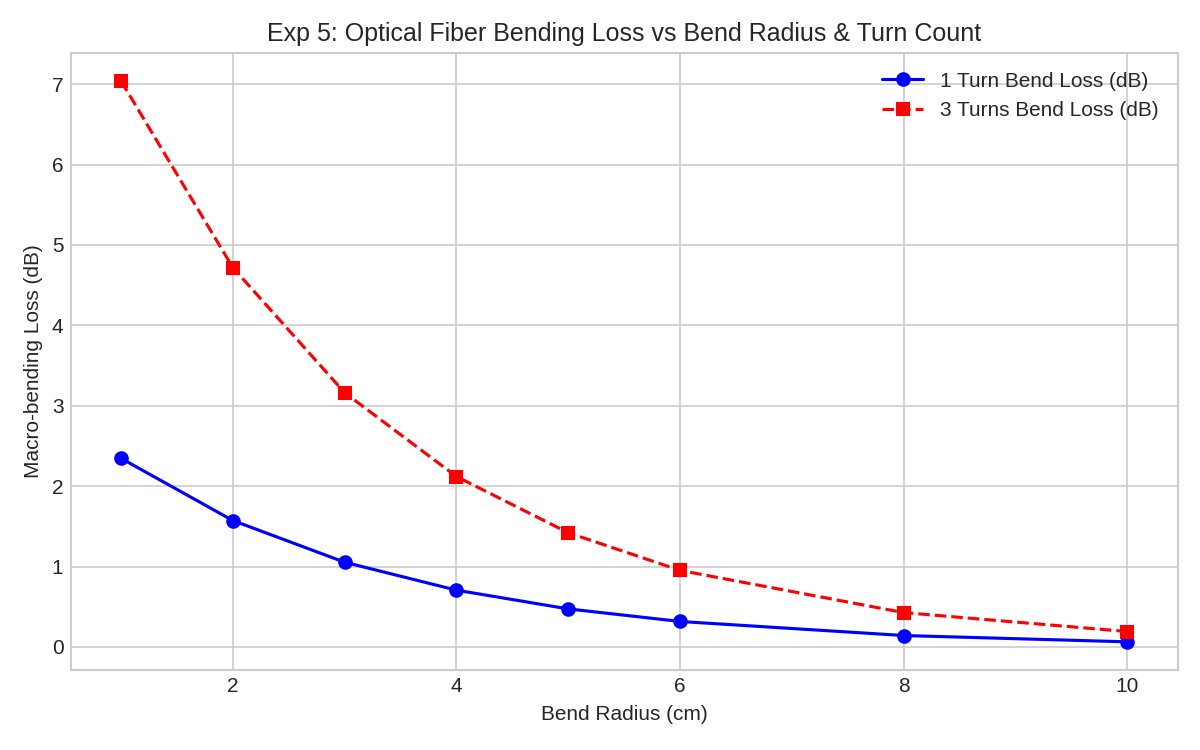 Exp 5: Optical Fiber Bending Loss vs Bend Radius & Turn Count
1 Turn Bend Loss (dB)
3 Turns Bend Loss (dB)
Macro-bending Loss (dB)
7
6
5
4
3
2
1
0
2
4
6
8
10
Bend Radius (cm)